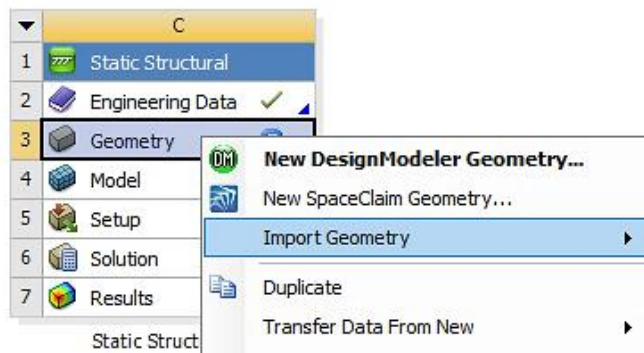 C
1 Static Structural
2 Engineering Data
3 Geometry
New DesignModeler Geometry...
4 Model
New SpaceClaim Geometry...
5 Setup
Import Geometry
6 Solution
7 Results
Duplicate
Transfer Data From New
Static Struct
DM